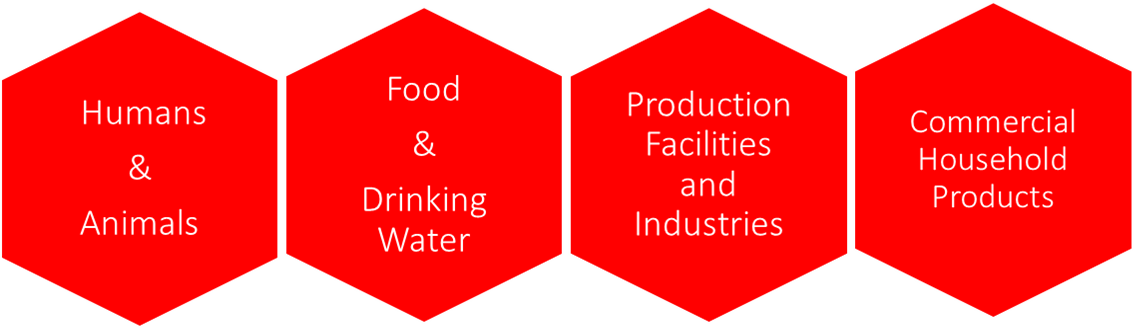 Humans
&
Animals
Food
&
Drinking
Water
Production
Facilities
and
Industries
Commercial
Household
Products